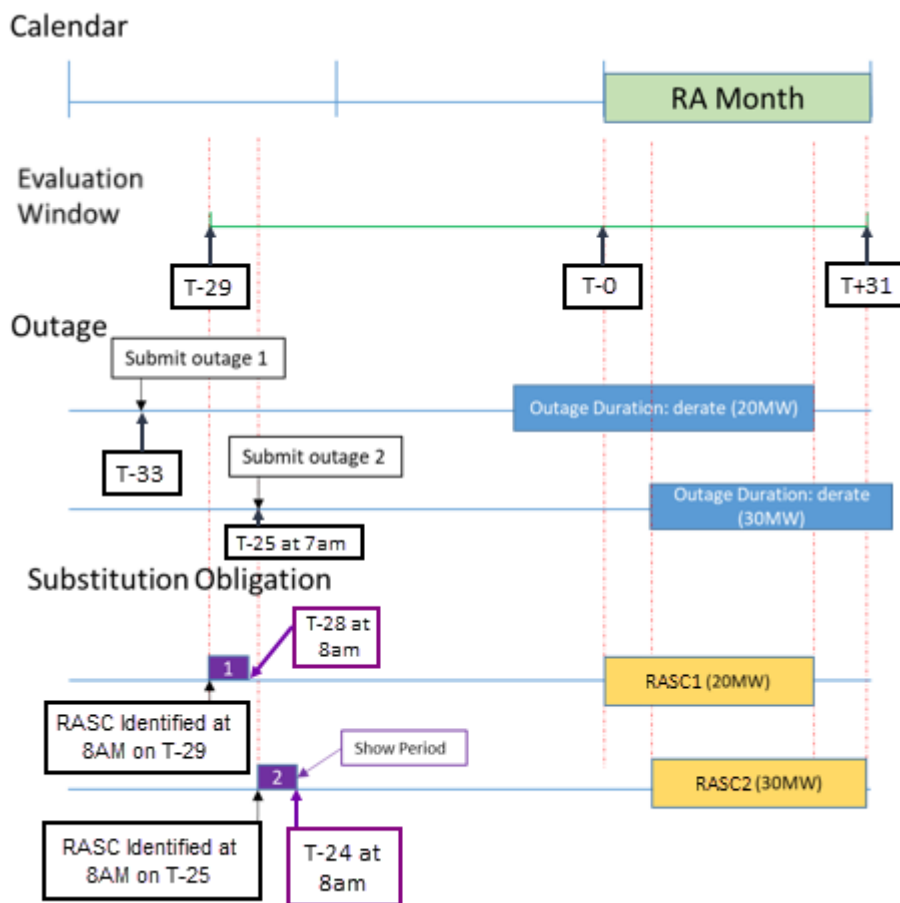 Calendar
RA Month
Evaluation
Window
T-29
T-0
T+31
Outage
Submit outage 1
Outage Duration: derate (20MW)
T-33
Submit outage 2
Outage Duration: derate
(30MW)
T-25 at 7am
Substitution Obligation
T-28 at
8am
1
RASC1 (20MW)
RASC Identified at
8AM on T-29
Show Period
2
RASC2 (30MW)
RASC Identified at
8AM on T-25
T-24 at
8am